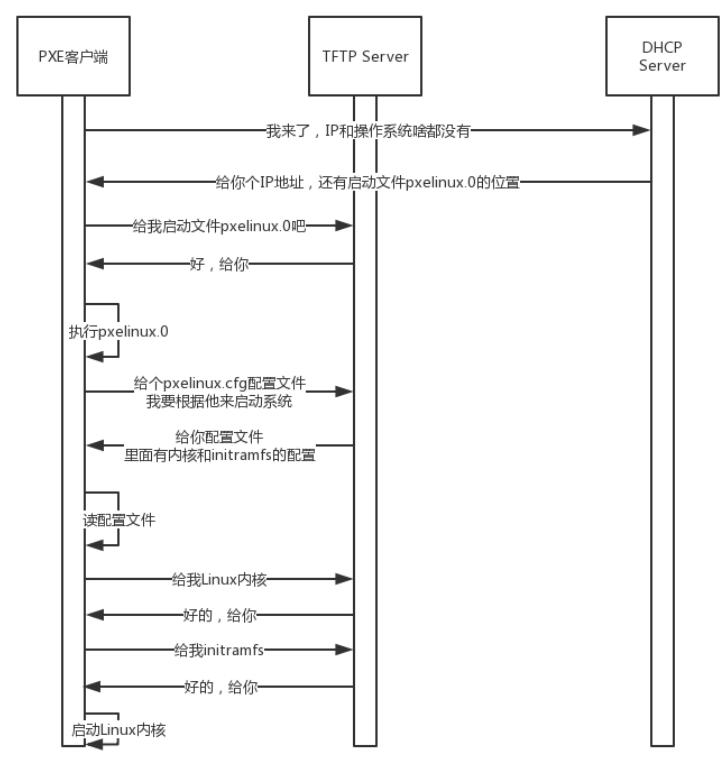 PXE客户端
TFTP Server
DHCP
Server
我来了，IP和操作系统啥都没有
给你个IP地址，还有启动文件pxelinux.0的位置
给我启动文件pxelinux.0吧
好，给你
执行pxelinux.0
给个pxelinux.cfg配置文件
我要根据他来启动系统
给你配置文件
里面有内核和initramfs的配置
读配置文件
给我Linux内核
好的，给你
给我initramfs
好的，给你
启动Linux内核